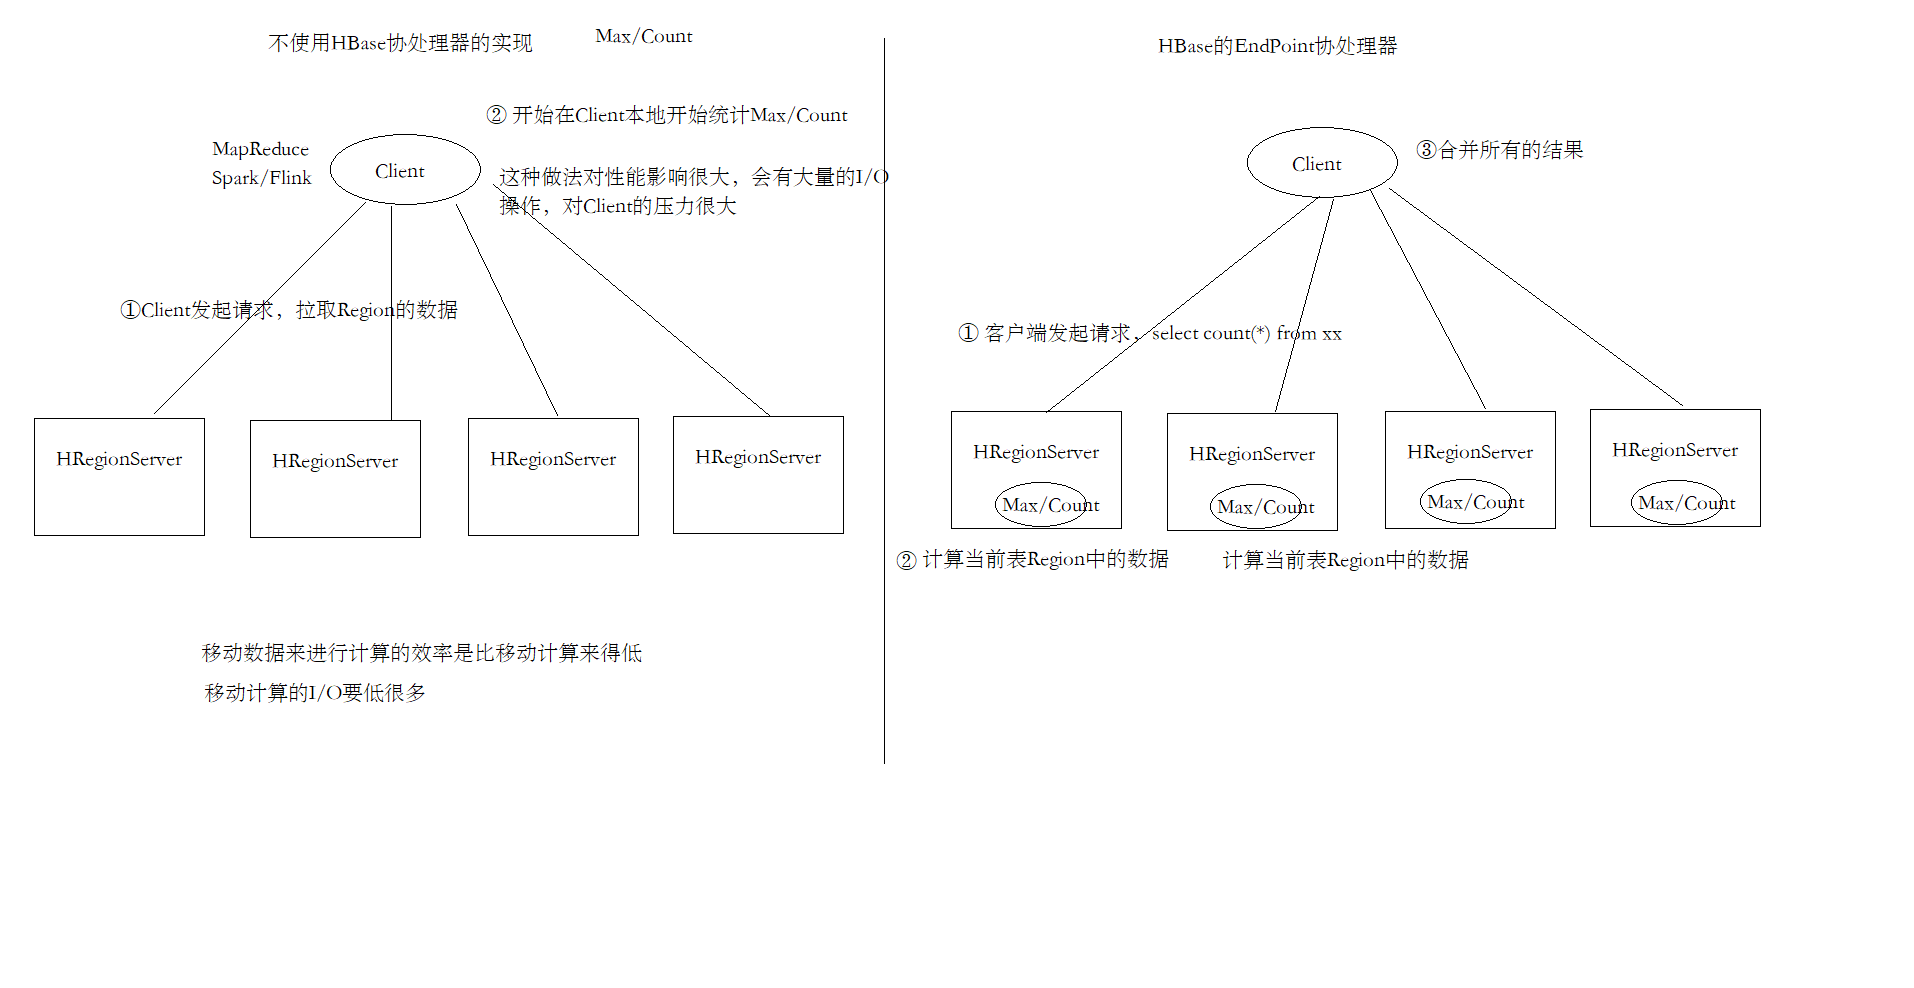 不使用HBase协处理器的实现
Max/Count
② 开始在Client本地开始统计Max/Count
MapReduce
Spark/Flink
Client
这种做法对性能影响很大，会有大量的I/O
操作，对Client的压力很大
①Client发起请求，拉取Region的数据
HRegionServer
HRegionServer
HRegionServer
HRegionServer
移动数据来进行计算的效率是比移动计算来得低
移动计算的I/O要低很多
HBase的EndPoint协处理器
Client
③合并所有的结果
① 客户端发起请求，select count(*) from xx
HRegionServer
Max/Count
HRegionServer
Max/Count
HRegionServer
Max/Count
HRegionServer
Max/Count
② 计算当前表Region中的数据
计算当前表Region中的数据